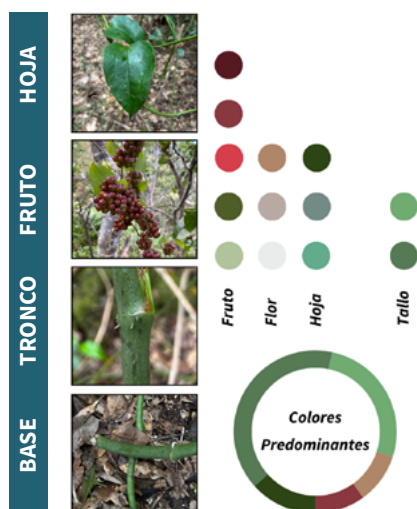 HOJA
FRUTO
TRONCO
BASE
Fruto
Flor
Hoja
Tallo
Colores
Predominantes